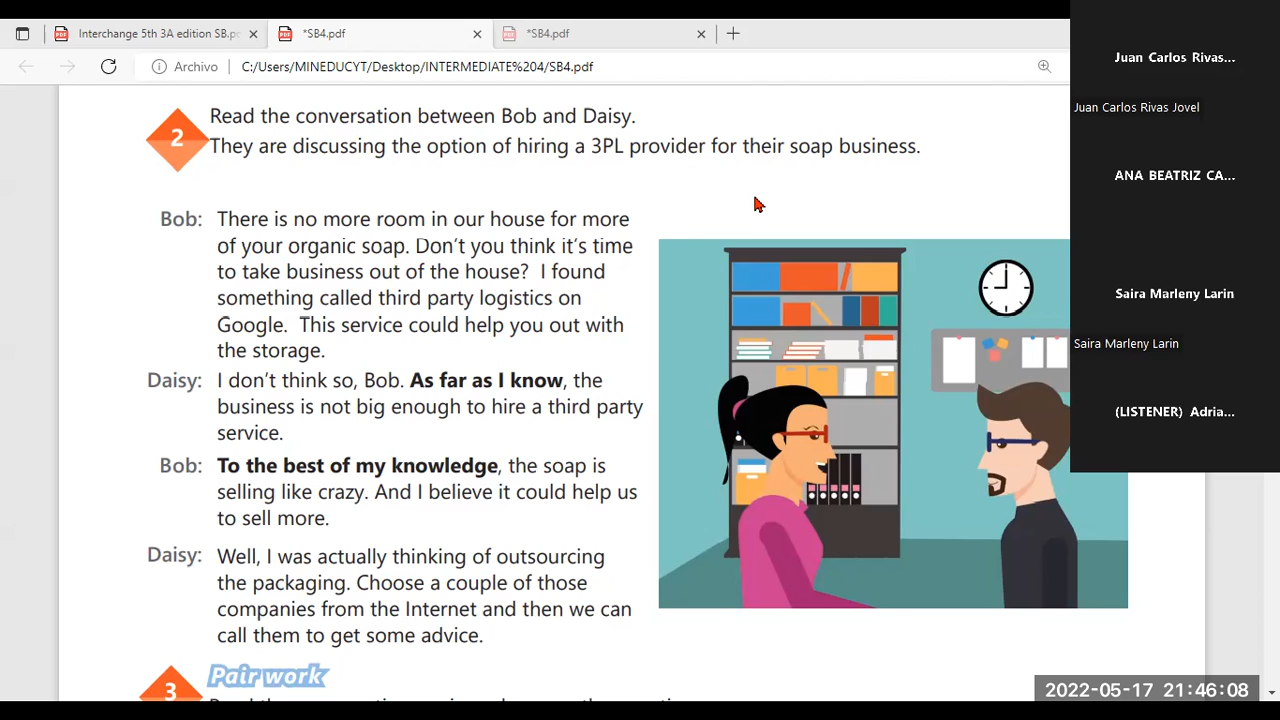 Interchange 5th 3A edition SB.pc
*SB4.pdf
*SB4.pdf
Archivo
C:/Users/MINEDUCYT/Desktop/INTERMEDIATE%204/SB4.pdf
2
Read the conversation between Bob and Daisy.
They are discussing the option of hiring a 3PL provider for their soap business.
Bob: There is no more room in our house for more
of your organic soap. Don't you think it's time
to take business out of the house? I found
something called third party logistics on
Google. This service could help you out with
the storage.
Daisy: I don't think so, Bob. As far as I know, the
business is not big enough to hire a third party
service.
Bob: To the best of my knowledge, the soap is
selling like crazy. And I believe it could help us
to sell more.
Daisy: Well, I was actually thinking of outsourcing
the packaging. Choose a couple of those
companies from the Internet and then we can
call them to get some advice.
3
Pair work
Juan Carlos Rivas...
Juan Carlos Rivas Jovel
ANA BEATRIZ CA...
Saira Marleny Larin
Saira Marleny Larin
(LISTENER) Adria...
2022-05-17 21:46:08